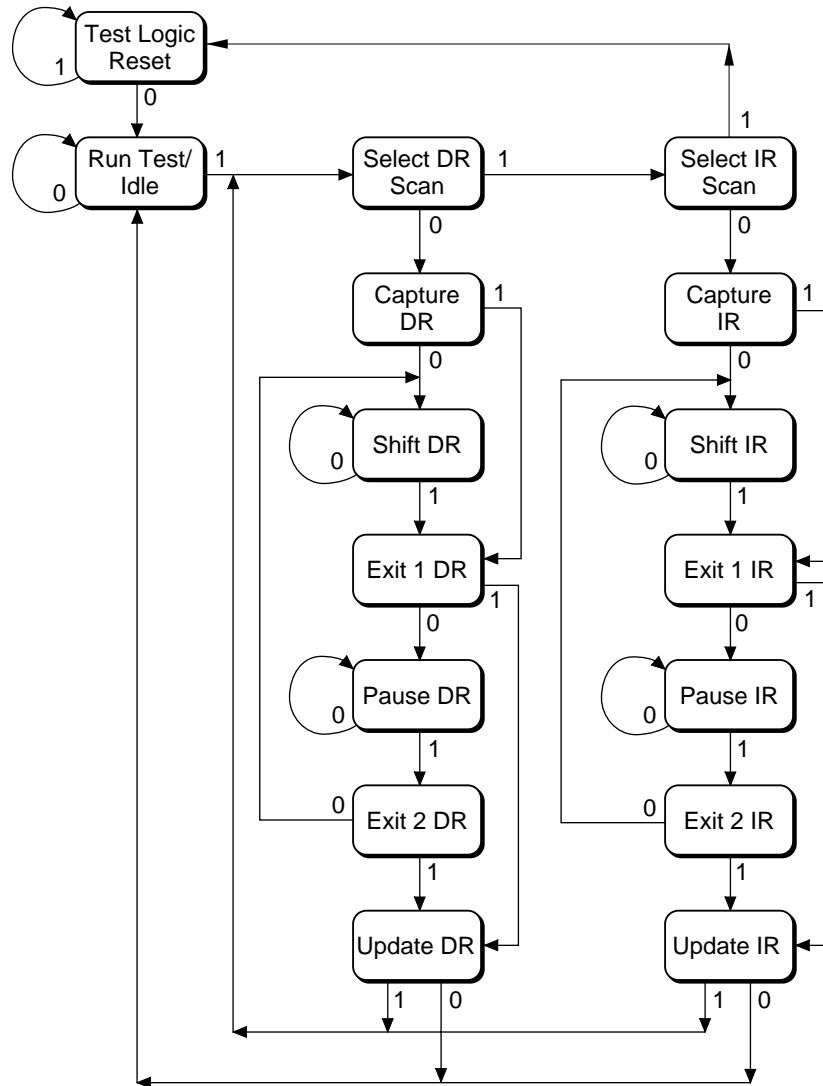 Test Logic
Reset
1
0
1
Run Test/
Idle
0
1
Select DR
Scan
1
Select IR
Scan
0
0
Capture
DR
1
Capture
IR
1
0
0
Shift DR
0
Shift IR
0
1
1
Exit 1 DR
1
Exit 1 IR
1
0
0
Pause DR
0
Pause IR
0
1
1
0
Exit 2 DR
0
Exit 2 IR
1
1
Update DR
Update IR
1
0
1
0